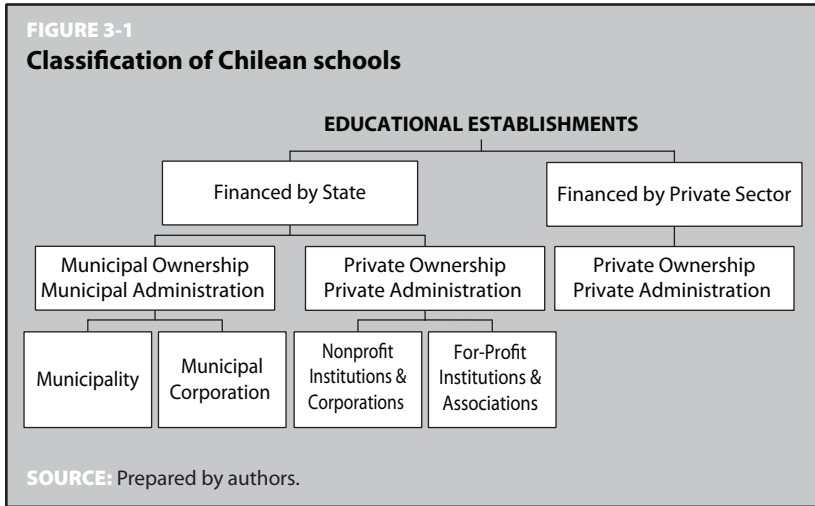 FIGURE 3-1
Classification of Chilean schools
EDUCATIONAL ESTABLISHMENTS
Financed by State
Financed by Private Sector
Municipal Ownership
Municipal Administration
Private Ownership
Private Administration
Private Ownership
Private Administration
Municipality
Municipal
Corporation
Nonprofit
Institutions &
Corporations
For-Profit
Institutions &
Associations
SOURCE: Prepared by authors.